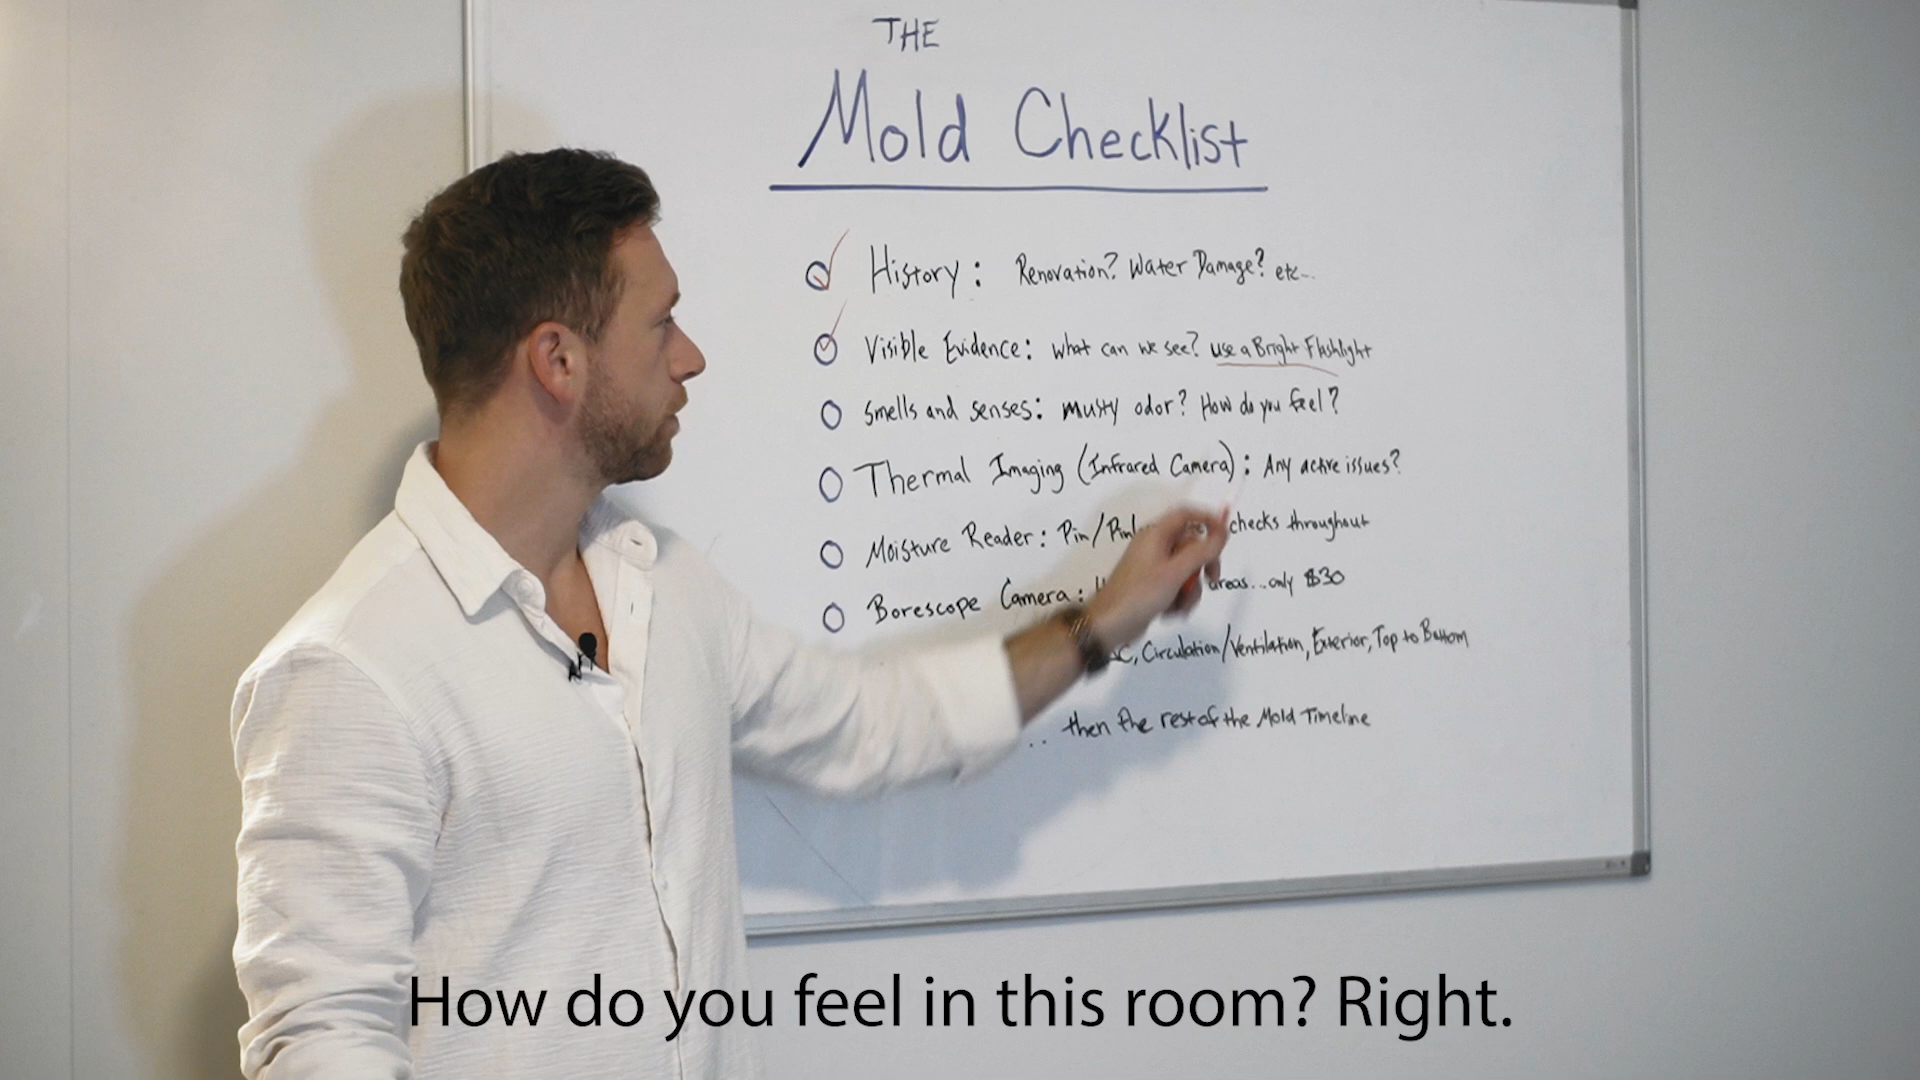 THE
Mold Checklist
History: Renovation? Water Damage? etc...
Visible Evidence: what can we see? use a Bright Flashlight
Smells and senses: musty odor? How do you feel?
Thermal Imaging (Infrared Camera): Any active issues?
Moisture Reader: Pin/Pinl checks throughout
Borescope Camera: areas...only $30
C, Circulation/Ventilation, Exterior, Top to Bottom
.. then the rest of the Mold Timeline
How do you feel in this room? Right.